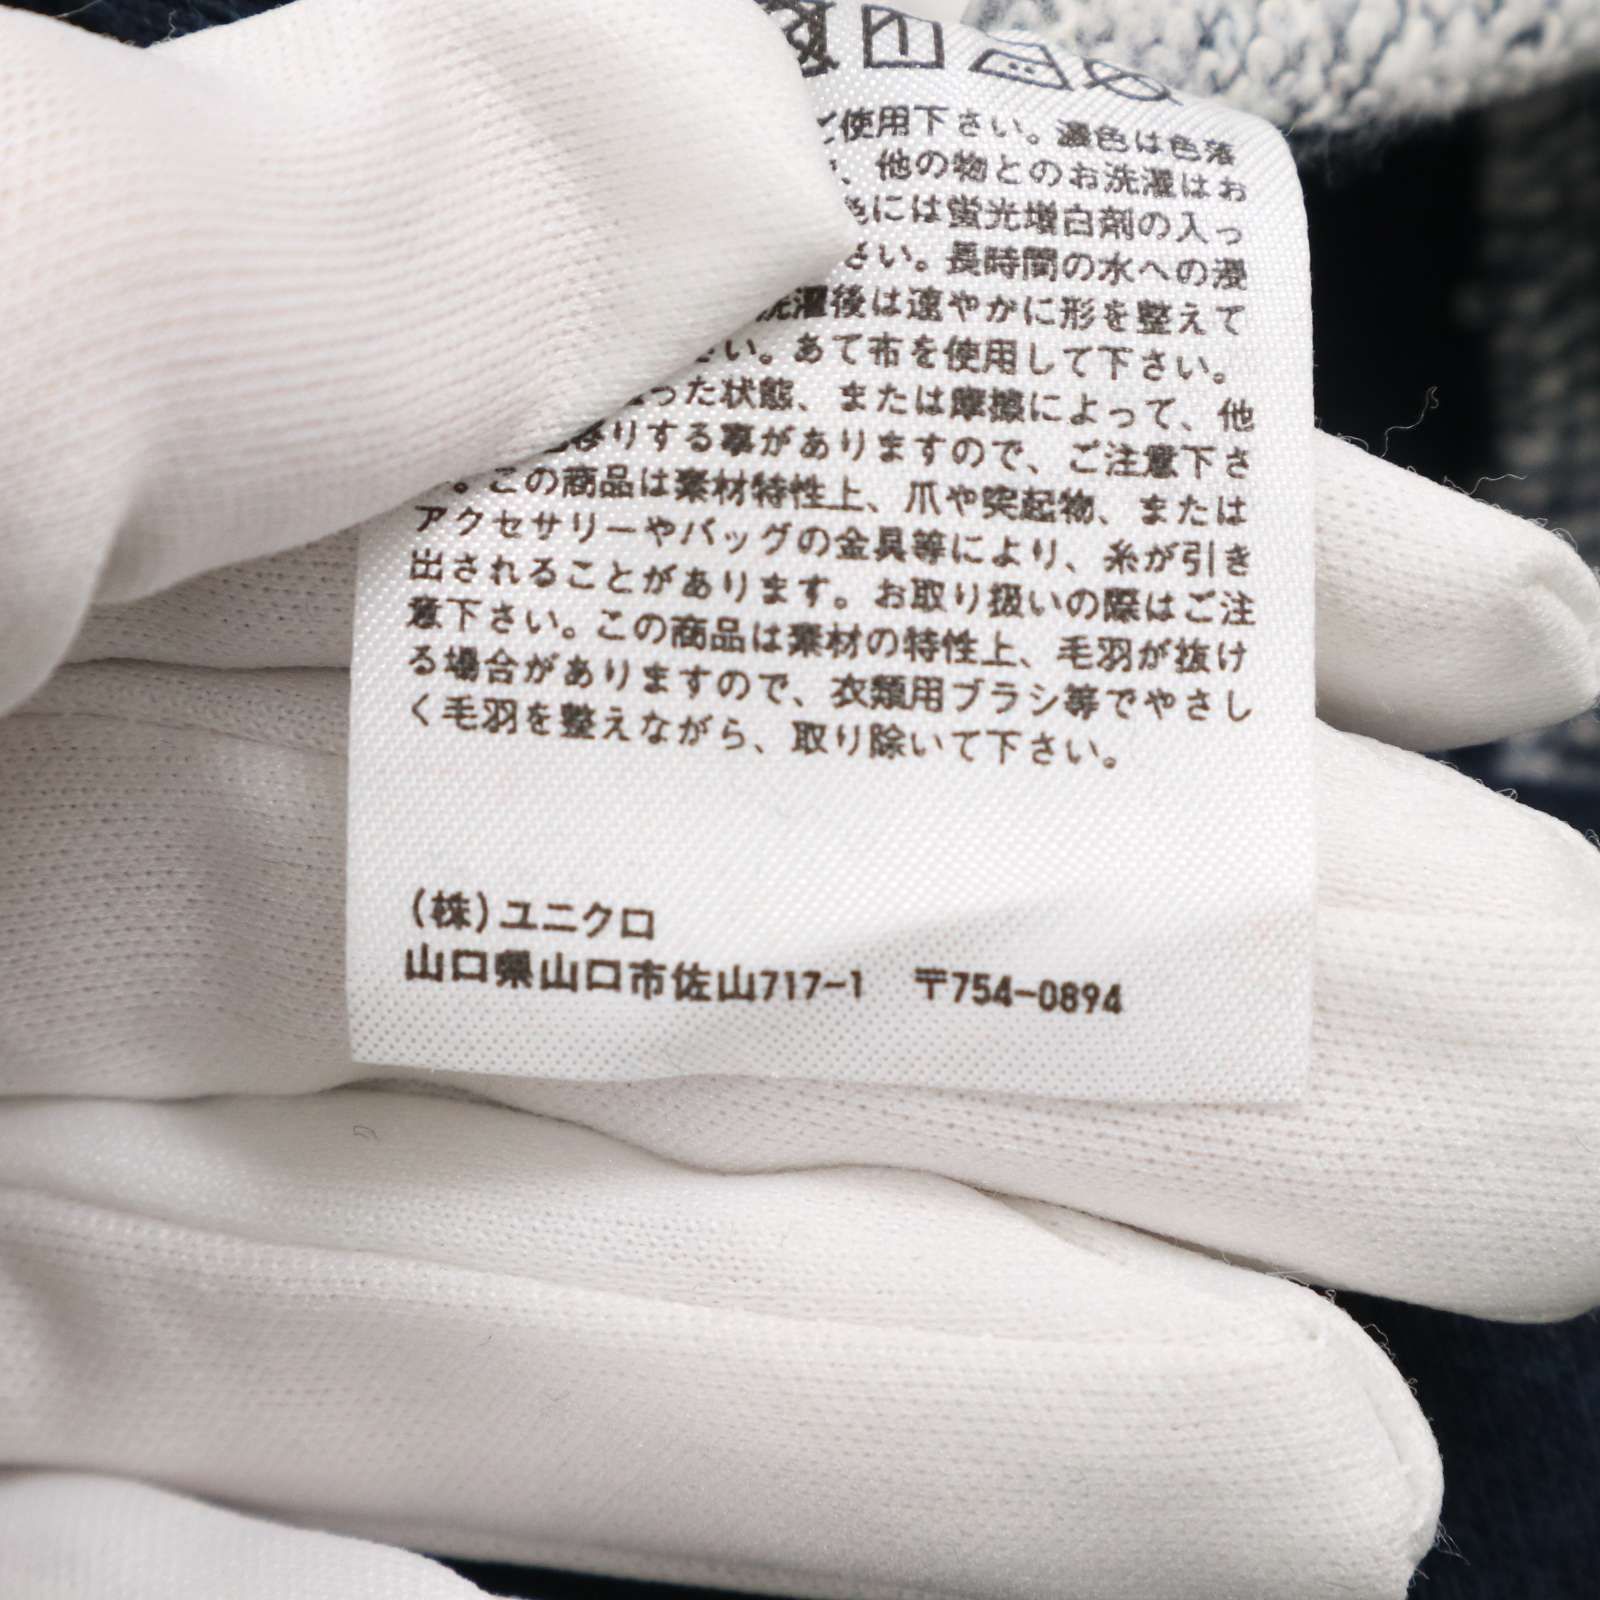 使用下さい。濃色は色落
、他の物とのお洗濯はお
色には蛍光増白剤の入っ
さい。長時間の水への浸
洗濯後は速やかに形を整えて
さい。あて布を使用して下さい。
った状態、または摩擦によって、他
移りする事がありますので、ご注意下さ
。この商品は素材特性上、爪や突起物、または
アクセサリーやバッグの金具等により、糸が引き
出されることがあります。お取り扱いの際はご注
意下さい。この商品は素材の特性上、毛羽が抜け
る場合がありますので、衣類用ブラシ等でやさし
く毛羽を整えながら、取り除いて下さい。
(株)ユニクロ
山口県山口市佐山717-1 〒754-0894